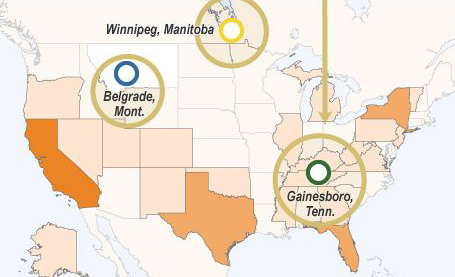 Winnipeg, Manitoba
Belgrade,
Mont.
Gainesboro,
Tenn.